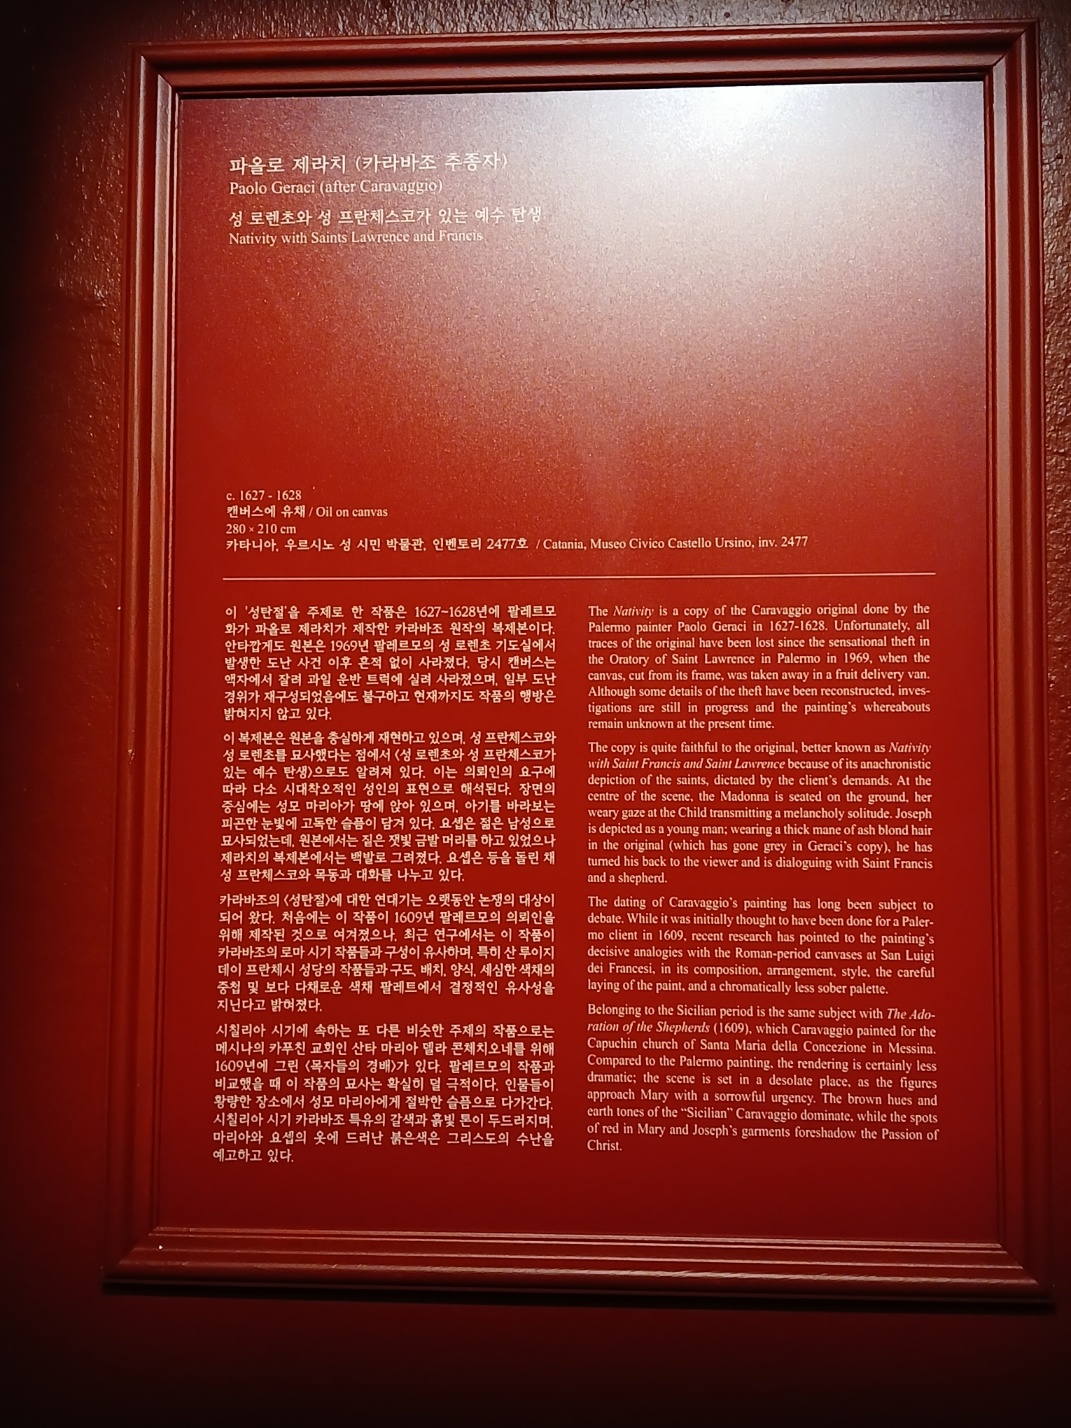 파올로 제라치 (카라바조 추종자)
Paolo Geraci (after Caravaggio)
성 로렌초와 성 프란체스코가 있는 예수 탄생
Nativity with Saints Lawrence and Francis
c. 1627 - 1628
캔버스에 유채 / Oil on canvas
280 × 210 cm
카타니아, 우르시노 성 시민 박물관, 인벤토리 2477호 / Catania, Museo Civico Castello Ursino, inv. 2477
이 '성탄절'을 주제로 한 작품은 1627~1628년에 팔레르모
화가 파올로 제라치가 제작한 카라바조 원작의 복제본이다.
안타깝게도 원본은 1969년 팔레르모의 성 로렌초 기도실에서
발생한 도난 사건 이후 흔적 없이 사라졌다. 당시 캔버스는
액자에서 잘려 과일 운반 트럭에 실려 사라졌으며, 일부 도난
경위가 재구성되었음에도 불구하고 현재까지도 작품의 행방은
밝혀지지 않고 있다.
이 복제본은 원본을 충실하게 재현하고 있으며, 성 프란체스코와
성 로렌초를 묘사했다는 점에서 〈성 로렌초와 성 프란체스코가
있는 예수 탄생〉으로도 알려져 있다. 이는 의뢰인의 요구에
따라 다소 시대착오적인 성인의 표현으로 해석된다. 장면의
중심에는 성모 마리아가 땅에 앉아 있으며, 아기를 바라보는
피곤한 눈빛에 고독한 슬픔이 담겨 있다. 요셉은 젊은 남성으로
묘사되었는데, 원본에서는 짙은 잿빛 금발 머리를 하고 있었으나
제라치의 복제본에서는 백발로 그려졌다. 요셉은 등을 돌린 채
성 프란체스코와 목동과 대화를 나누고 있다.
카라바조의 〈성탄절〉에 대한 연대기는 오랫동안 논쟁의 대상이
되어 왔다. 처음에는 이 작품이 1609년 팔레르모의 의뢰인을
위해 제작된 것으로 여겨졌으나, 최근 연구에서는 이 작품이
카라바조의 로마 시기 작품들과 구성이 유사하며, 특히 산 루이지
데이 프란체시 성당의 작품들과 구도, 배치, 양식, 세심한 색채의
중첩 및 보다 다채로운 색채 팔레트에서 결정적인 유사성을
지닌다고 밝혀졌다.
시칠리아 시기에 속하는 또 다른 비슷한 주제의 작품으로는
메시나의 카푸친 교회인 산타 마리아 델라 콘체치오네를 위해
1609년에 그린 〈목자들의 경배〉가 있다. 팔레르모의 작품과
비교했을 때 이 작품의 묘사는 확실히 덜 극적이다. 인물들이
황량한 장소에서 성모 마리아에게 절박한 슬픔으로 다가간다.
시칠리아 시기 카라바조 특유의 갈색과 흙빛 톤이 두드러지며,
마리아와 요셉의 옷에 드러난 붉은색은 그리스도의 수난을
예고하고 있다.
The Nativity is a copy of the Caravaggio original done by the
Palermo painter Paolo Geraci in 1627-1628. Unfortunately, all
traces of the original have been lost since the sensational theft in
the Oratory of Saint Lawrence in Palermo in 1969, when the
canvas, cut from its frame, was taken away in a fruit delivery van.
Although some details of the theft have been reconstructed, inves-
tigations are still in progress and the painting's whereabouts
remain unknown at the present time.
The copy is quite faithful to the original, better known as Nativity
with Saint Francis and Saint Lawrence because of its anachronistic
depiction of the saints, dictated by the client's demands. At the
centre of the scene, the Madonna is seated on the ground, her
weary gaze at the Child transmitting a melancholy solitude. Joseph
is depicted as a young man; wearing a thick mane of ash blond hair
in the original (which has gone grey in Geraci's copy), he has
turned his back to the viewer and is dialoguing with Saint Francis
and a shepherd.
The dating of Caravaggio's painting has long been subject to
debate. While it was initially thought to have been done for a Paler-
mo client in 1609, recent research has pointed to the painting's
decisive analogies with the Roman-period canvases at San Luigi
dei Francesi, in its composition, arrangement, style, the careful
laying of the paint, and a chromatically less sober palette.
Belonging to the Sicilian period is the same subject with The Ado-
ration of the Shepherds (1609), which Caravaggio painted for the
Capuchin church of Santa Maria della Concezione in Messina.
Compared to the Palermo painting, the rendering is certainly less
dramatic; the scene is set in a desolate place, as the figures
approach Mary with a sorrowful urgency. The brown hues and
earth tones of the “Sicilian” Caravaggio dominate, while the spots
of red in Mary and Joseph's garments foreshadow the Passion of
Christ.